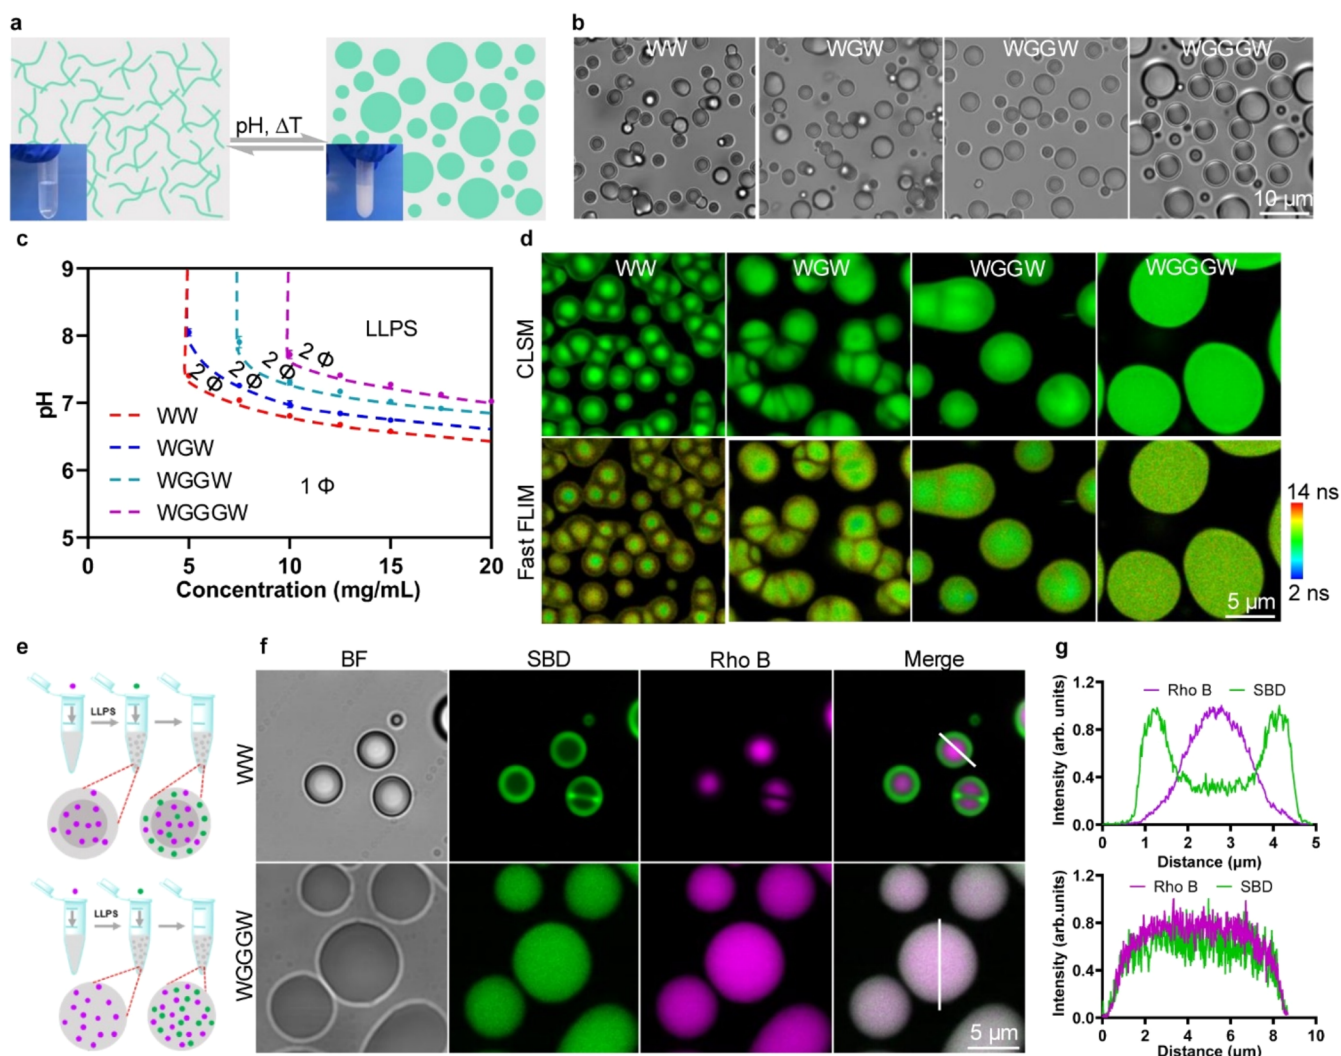 a
pH, ΔT
b
WW
WGW
WGGW
WGGGW
10 µm
c
9
8
7
6
5
pH
LLPS
2 Φ
2 Φ
2 Φ
2 Φ
1 Φ
WW
WGW
WGGW
WGGGW
0
5
10
15
20
Concentration (mg/mL)
d
WW
WGW
WGGW
WGGGW
CLSM
Fast FLIM
14 ns
2 ns
5 µm
e
LLPS
LLPS
f
BF
SBD
Rho B
Merge
WW
WGGGW
5 µm
g
Intensity (arb. units)
1.2
0.8
0.4
0.0
Rho B
SBD
0
1
2
3
4
5
Distance (µm)
Intensity (arb.units)
1.2
0.8
0.4
0.0
Rho B
SBD
0
2
4
6
8
10
Distance (µm)